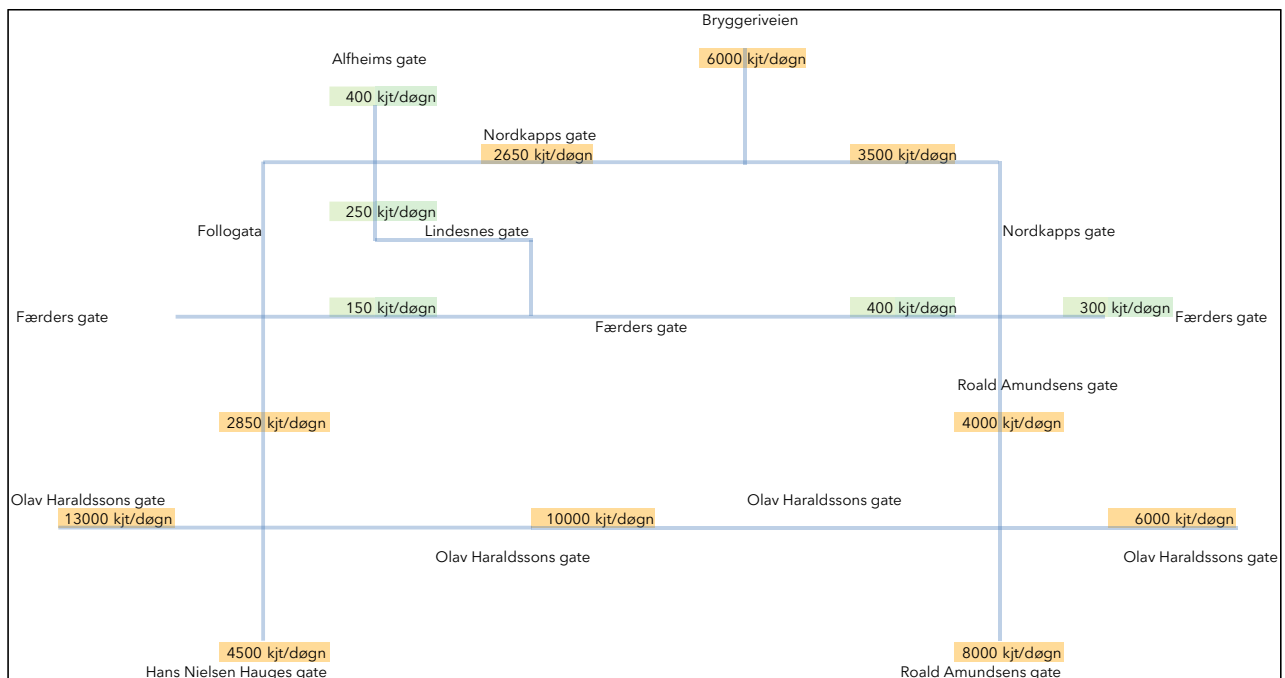 Bryggeriveien
6000 kjt/døgn
Alfheims gate
400 kjt/døgn
Nordkapps gate
2650 kjt/døgn
3500 kjt/døgn
250 kjt/døgn
Follogata
Lindesnes gate
Nordkapps gate
Færders gate
150 kjt/døgn
Færders gate
400 kjt/døgn
300 kjt/døgn
Færders gate
Roald Amundsens gate
2850 kjt/døgn
4000 kjt/døgn
Olav Haraldssons gate
13000 kjt/døgn
10000 kjt/døgn
Olav Haraldssons gate
6000 kjt/døgn
Olav Haraldssons gate
Olav Haraldssons gate
4500 kjt/døgn
Hans Nielsen Hauges gate
8000 kjt/døgn
Roald Amundsens gate